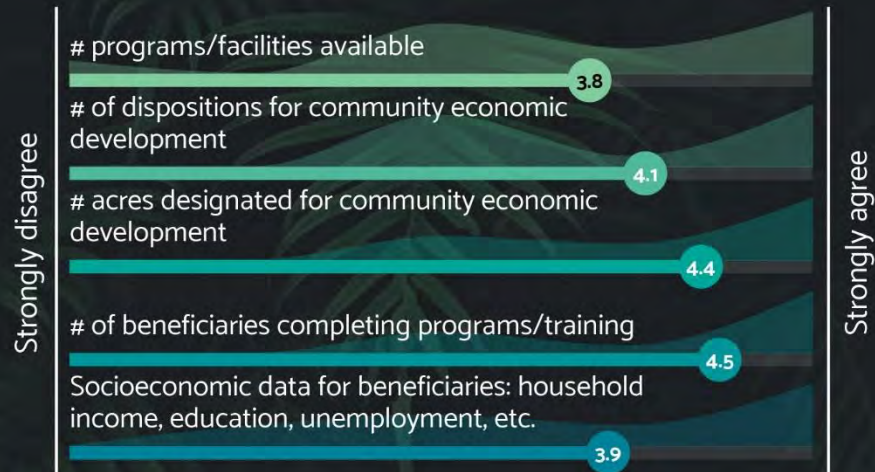 # programs/facilities available
3.8
# of dispositions for community economic
development
4.1
# acres designated for community economic
development
4.4
# of beneficiaries completing programs/training
4.5
Socioeconomic data for beneficiaries: household
income, education, unemployment, etc.
3.9
Strongly disagree
Strongly agree